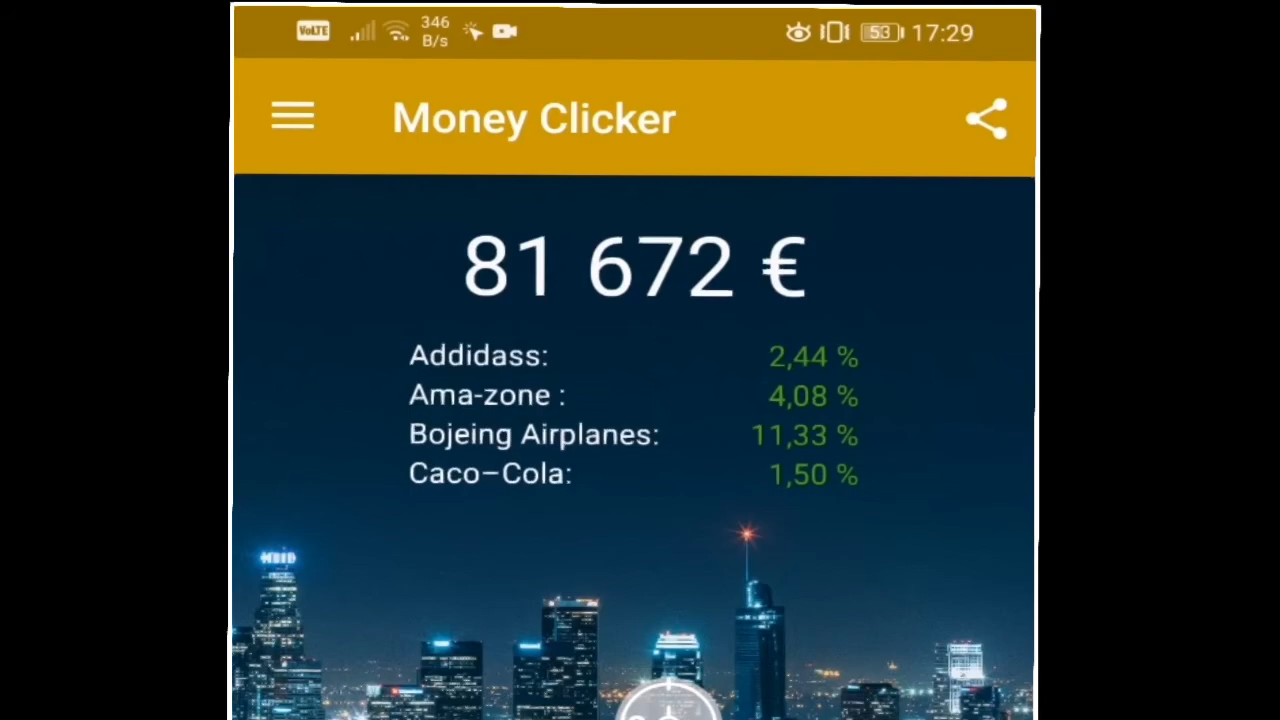 VoLTE 346 B/s 53 17:29
Money Clicker
81 672 €
Addidass: 2,44 %
Ama-zone : 4,08 %
Bojeing Airplanes: 11,33 %
Caco–Cola: 1,50 %